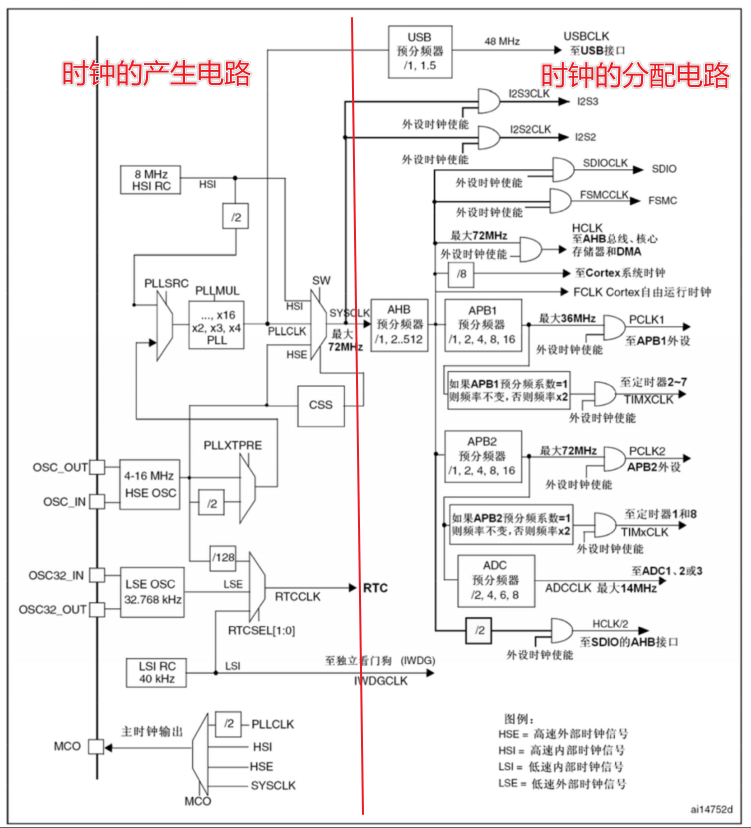 时钟的产生电路
时钟的分配电路
USB
预分频器
/1, 1.5
48 MHz
USBCLK
至USB接口
I2S3CLK
I2S3
外设时钟使能
I2S2CLK
I2S2
外设时钟使能
SDIOCLK
SDIO
外设时钟使能
FSMCCLK
FSMC
外设时钟使能
8 MHz
HSI RC
HSI
/2
最大72MHz
外设时钟使能
HCLK
至AHB总线、核心
存储器和DMA
/8
至Cortex系统时钟
FCLK Cortex自由运行时钟
PLLSRC
PLLMUL
..., x16
x2, x3, x4
PLL
SW
HSI
PLLCLK
HSE
SYSCLK
最大
72MHz
AHB
预分频器
/1, 2..512
APB1
预分频器
/1, 2, 4, 8, 16
最大36MHz
外设时钟使能
PCLK1
至APB1外设
如果APB1预分频系数=1
则频率不变,否则频率x2
至定时器2~7
TIMXCLK
外设时钟使能
CSS
APB2
预分频器
/1, 2, 4, 8, 16
最大72MHz
外设时钟使能
PCLK2
APB2外设
如果APB2预分频系数=1
则频率不变,否则频率x2
至定时器1和8
TIMxCLK
外设时钟使能
PLLXTPRE
OSC_OUT
OSC_IN
4-16 MHz
HSE OSC
/2
/128
OSC32_IN
OSC32_OUT
LSE OSC
32.768 kHz
LSE
RTCCLK
RTC
RTCSEL[1:0]
ADC
预分频器
/2, 4, 6, 8
至ADC1、2或3
ADCCLK 最大14MHz
/2
HCLK/2
至SDIO的AHB接口
外设时钟使能
LSI RC
40 kHz
LSI
至独立看门狗 (IWDG)
IWDGCLK
主时钟输出
MCO
/2
PLLCLK
HSI
HSE
SYSCLK
MCO
图例：
HSE = 高速外部时钟信号
HSI = 高速内部时钟信号
LSI = 低速内部时钟信号
LSE = 低速外部时钟信号
ai14752d